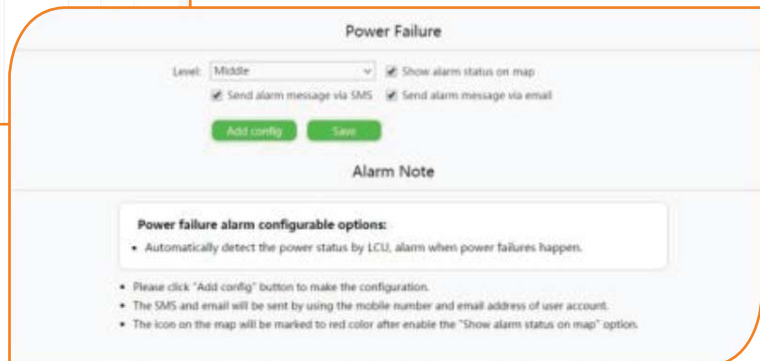 Power Failure
Level: Middle Show alarm status on map
Send alarm message via SMS Send alarm message via email
Add config Save
Alarm Note
Power failure alarm configurable options:
• Automatically detect the power status by LCU, alarm when power failures happen.
• Please click "Add config" button to make the configuration.
• The SMS and email will be sent by using the mobile number and email address of user account.
• The icon on the map will be marked to red color after enable the "Show alarm status on map" option.